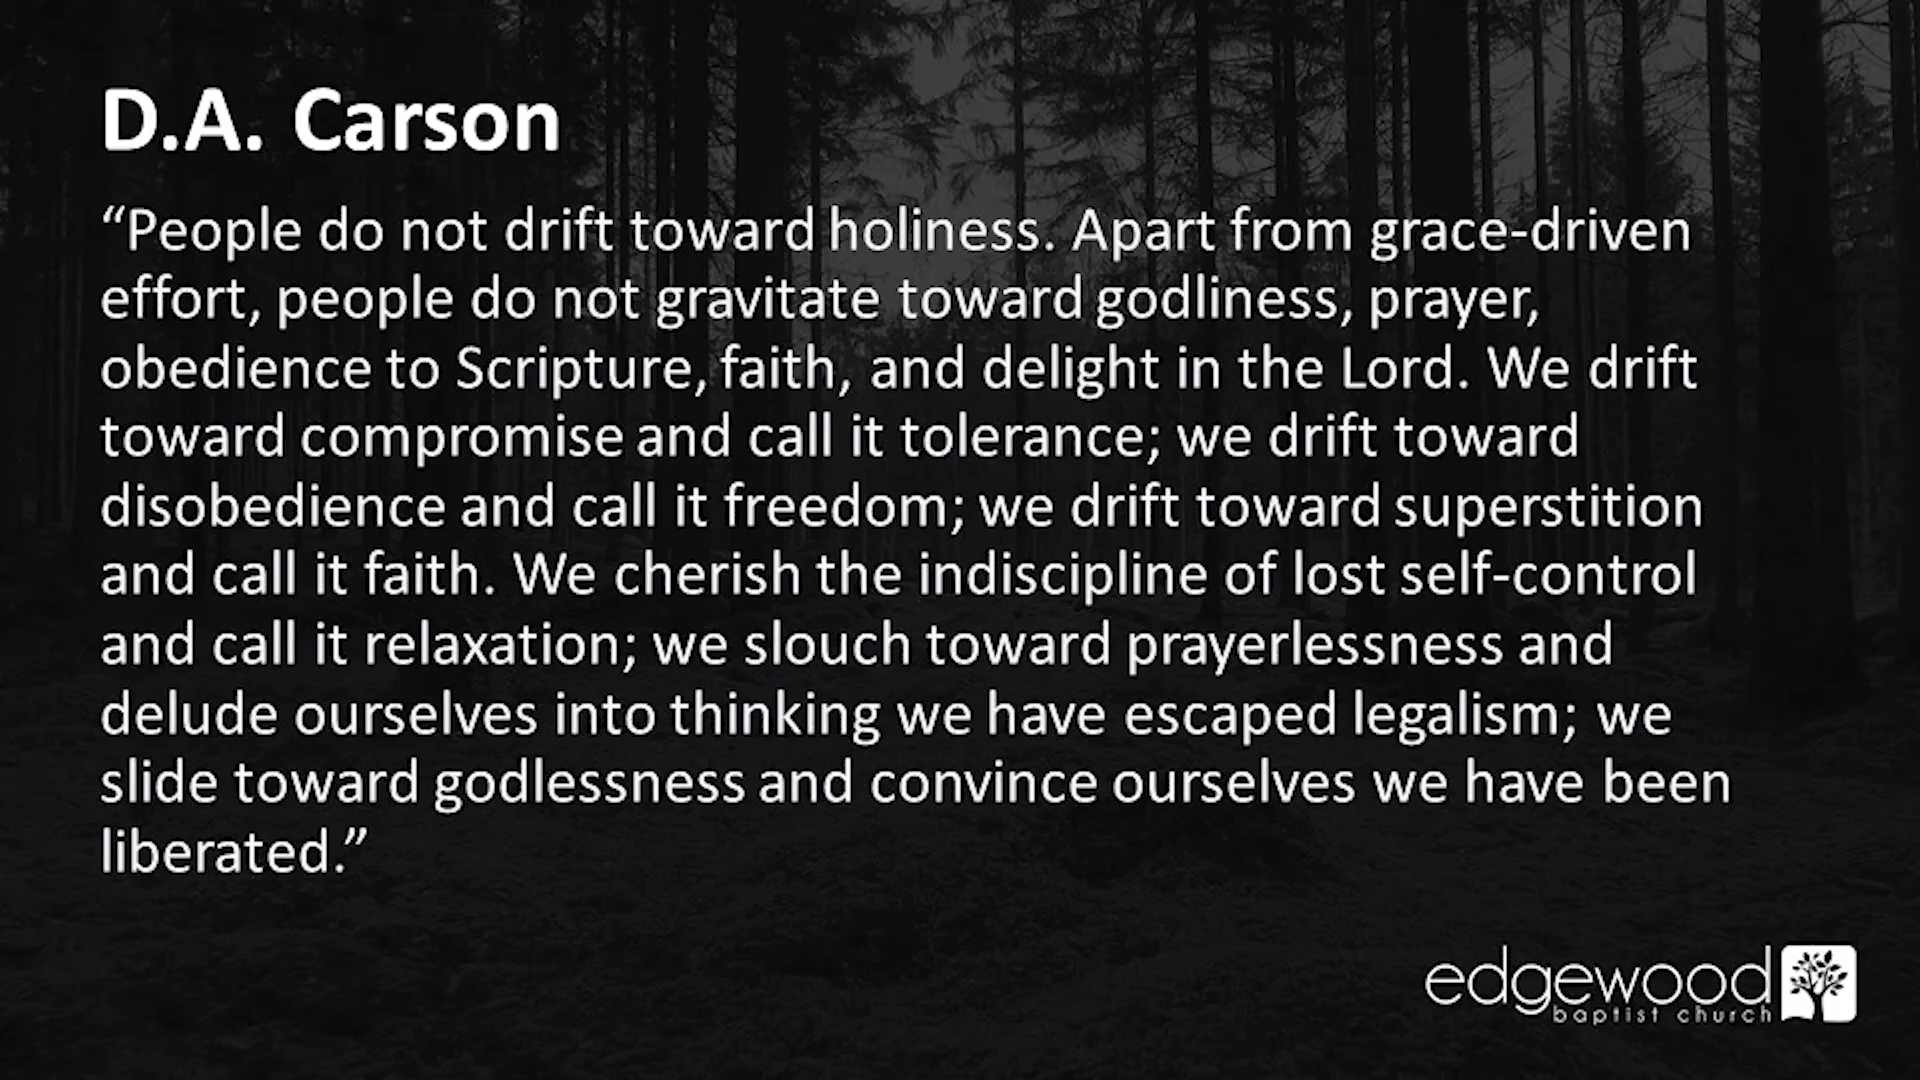 D.A. Carson
“People do not drift toward holiness. Apart from grace-driven
effort, people do not gravitate toward godliness, prayer,
obedience to Scripture, faith, and delight in the Lord. We drift
toward compromise and call it tolerance; we drift toward
disobedience and call it freedom; we drift toward superstition
and call it faith. We cherish the indiscipline of lost self-control
and call it relaxation; we slouch toward prayerlessness and
delude ourselves into thinking we have escaped legalism; we
slide toward godlessness and convince ourselves we have been
liberated.”
edgewood
baptist church